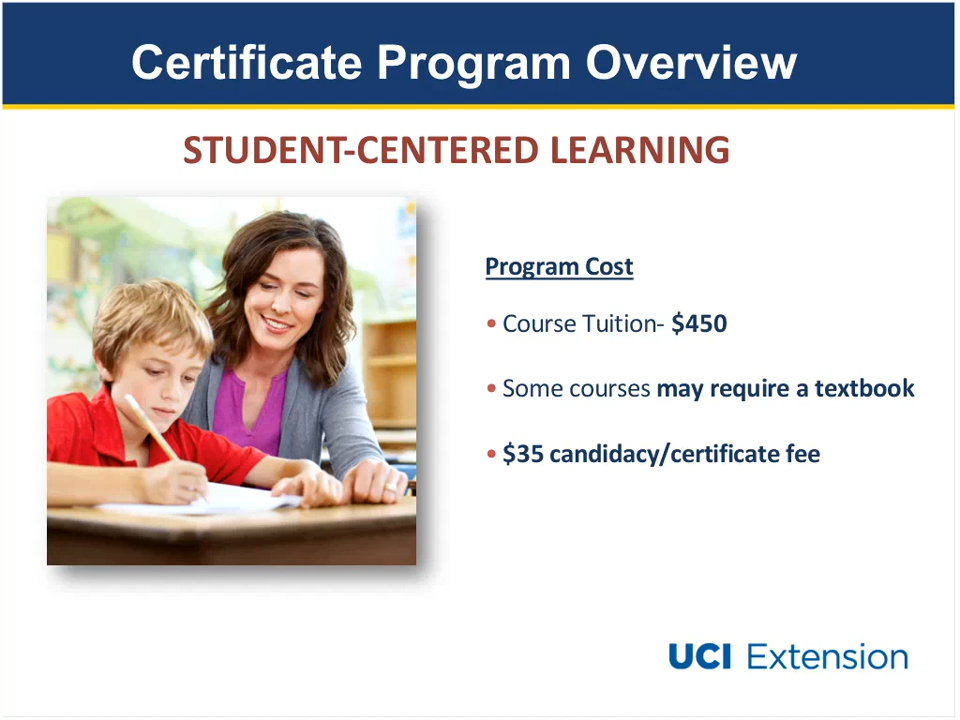 Certificate Program Overview
STUDENT-CENTERED LEARNING
Program Cost
• Course Tuition- $450
• Some courses may require a textbook
• $35 candidacy/certificate fee
UCI Extension